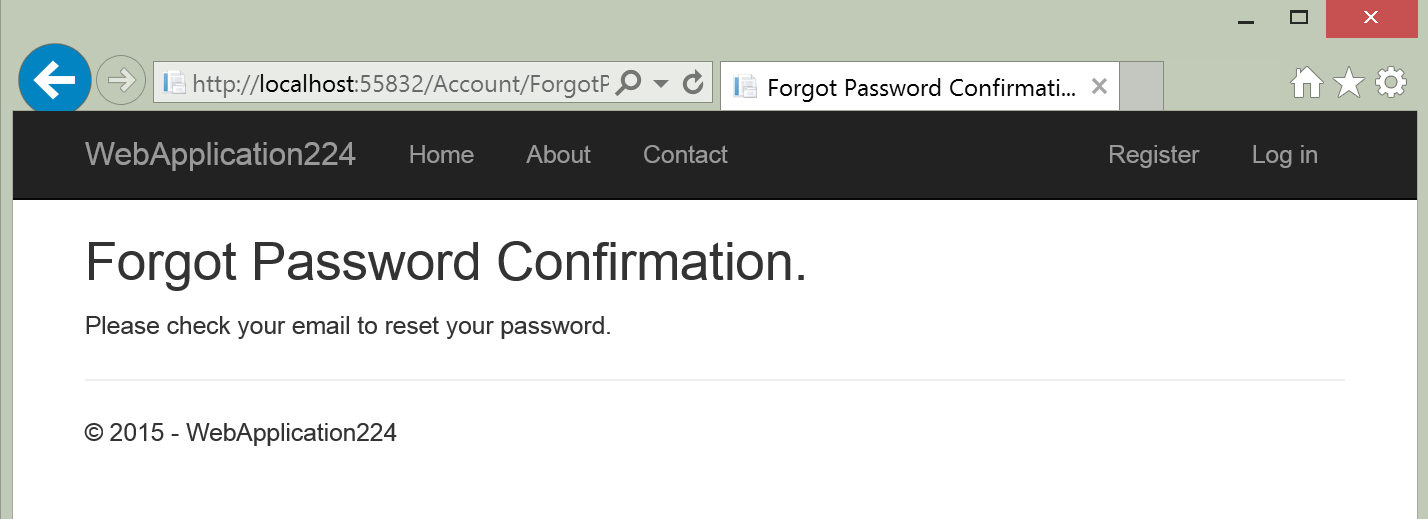 http://localhost:55832/Account/ForgotP
Forgot Password Confirmati...
WebApplication224 Home About Contact Register Log in
Forgot Password Confirmation.
Please check your email to reset your password.
© 2015 - WebApplication224